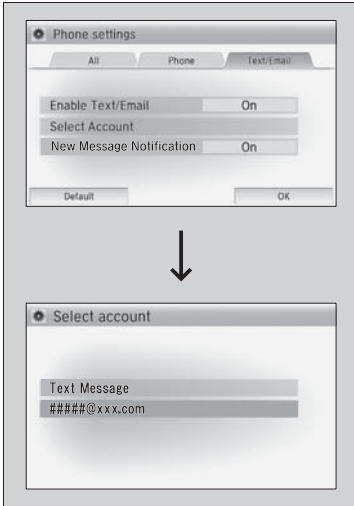 Phone settings
All Phone Text/Email
Enable Text/Email On
Select Account
New Message Notification On
Default OK
Select account
Text Message
#####@xxx.com